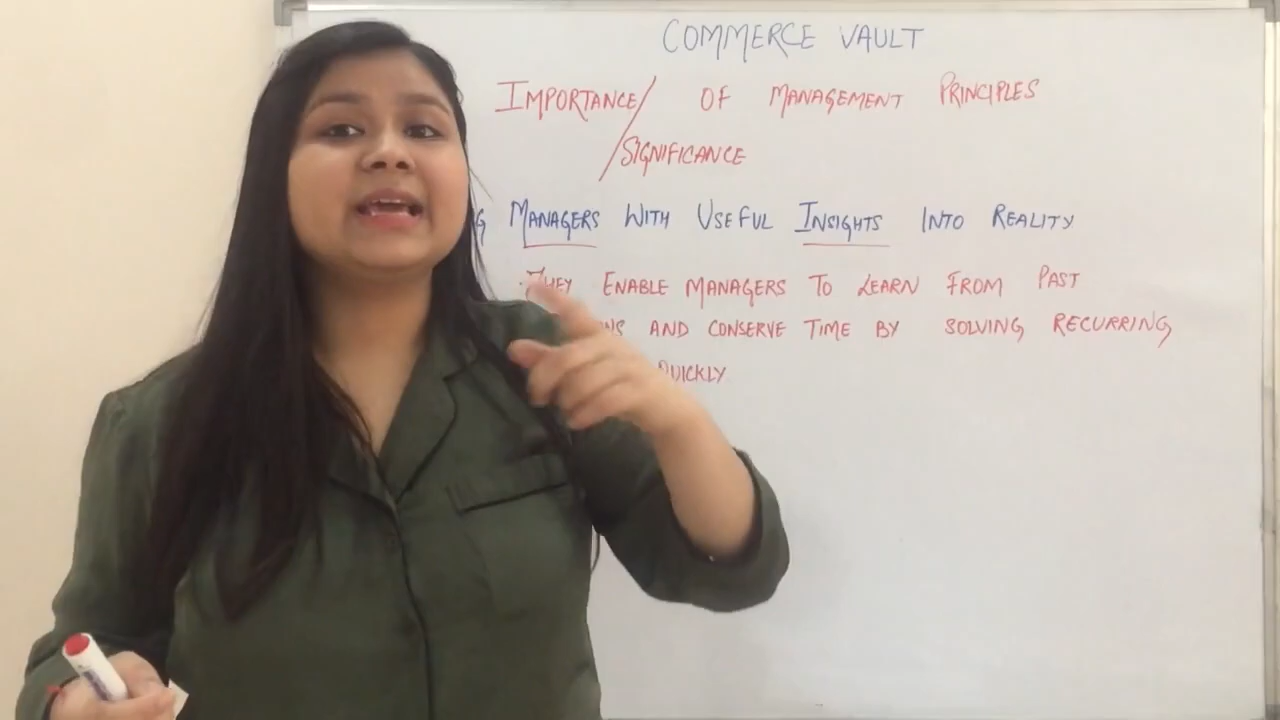 COMMERCE VAULT
IMPORTANCE/ OF MANAGEMENT PRINCIPLES
/SIGNIFICANCE
MANAGERS WITH USEFUL INSIGHTS INTO REALITY
THEY ENABLE MANAGERS TO LEARN FROM PAST
AND CONSERVE TIME BY SOLVING RECURRING
QUICKLY